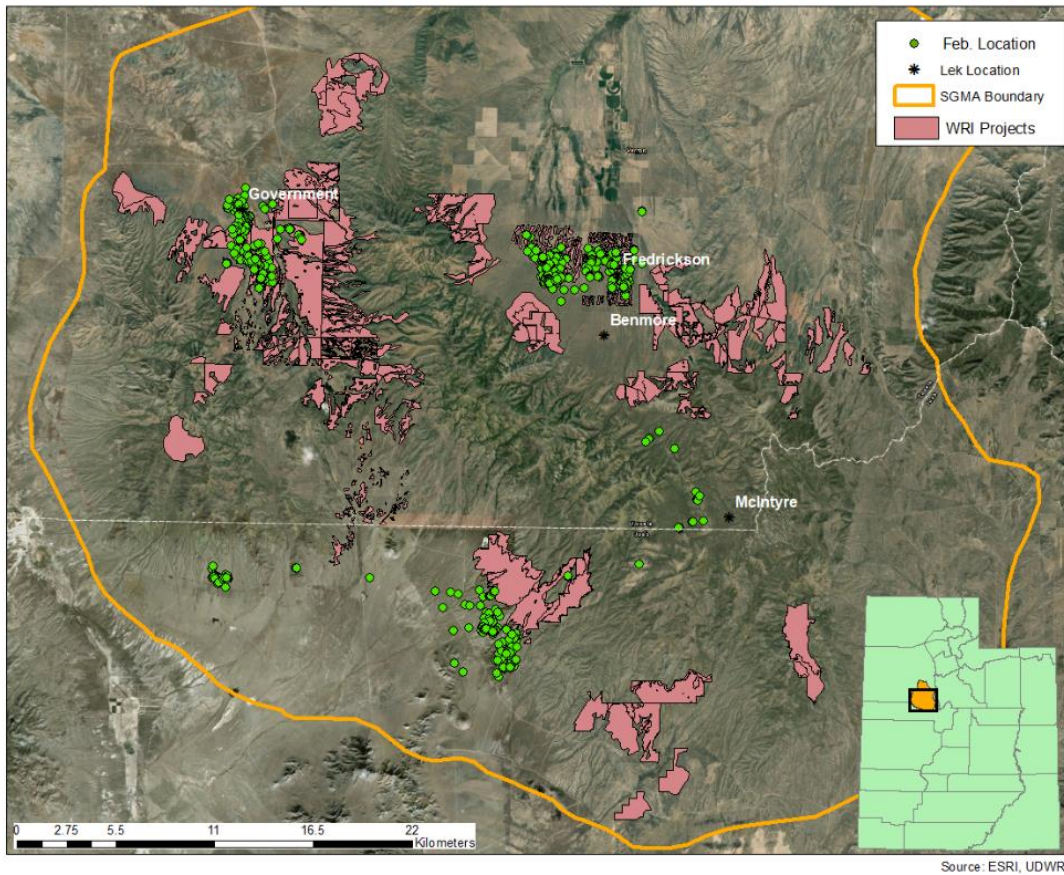 Feb. Location
Lek Location
SGMA Boundary
WRI Projects
Vernon
Government
Fredrickson
Benmore
McIntyre
0 2.75 5.5 11 16.5 22
Kilometers
Source: ESRI, UDWR